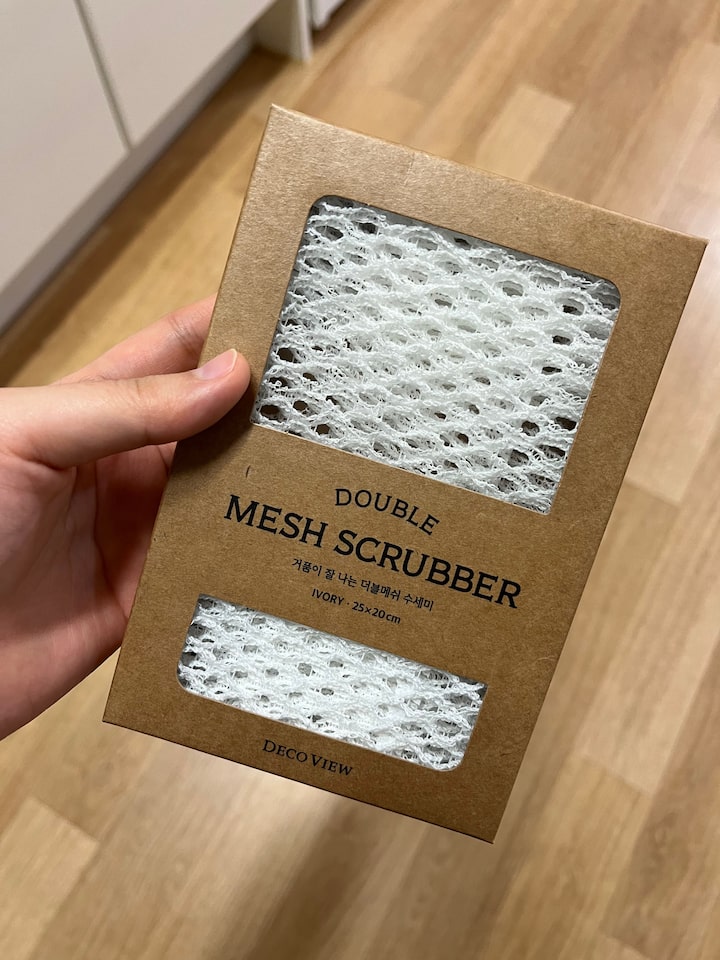 DOUBLE
MESH SCRUBBER
거품이 잘 나는 더블메쉬 수세미
IVORY · 25×20cm
DECO VIEW